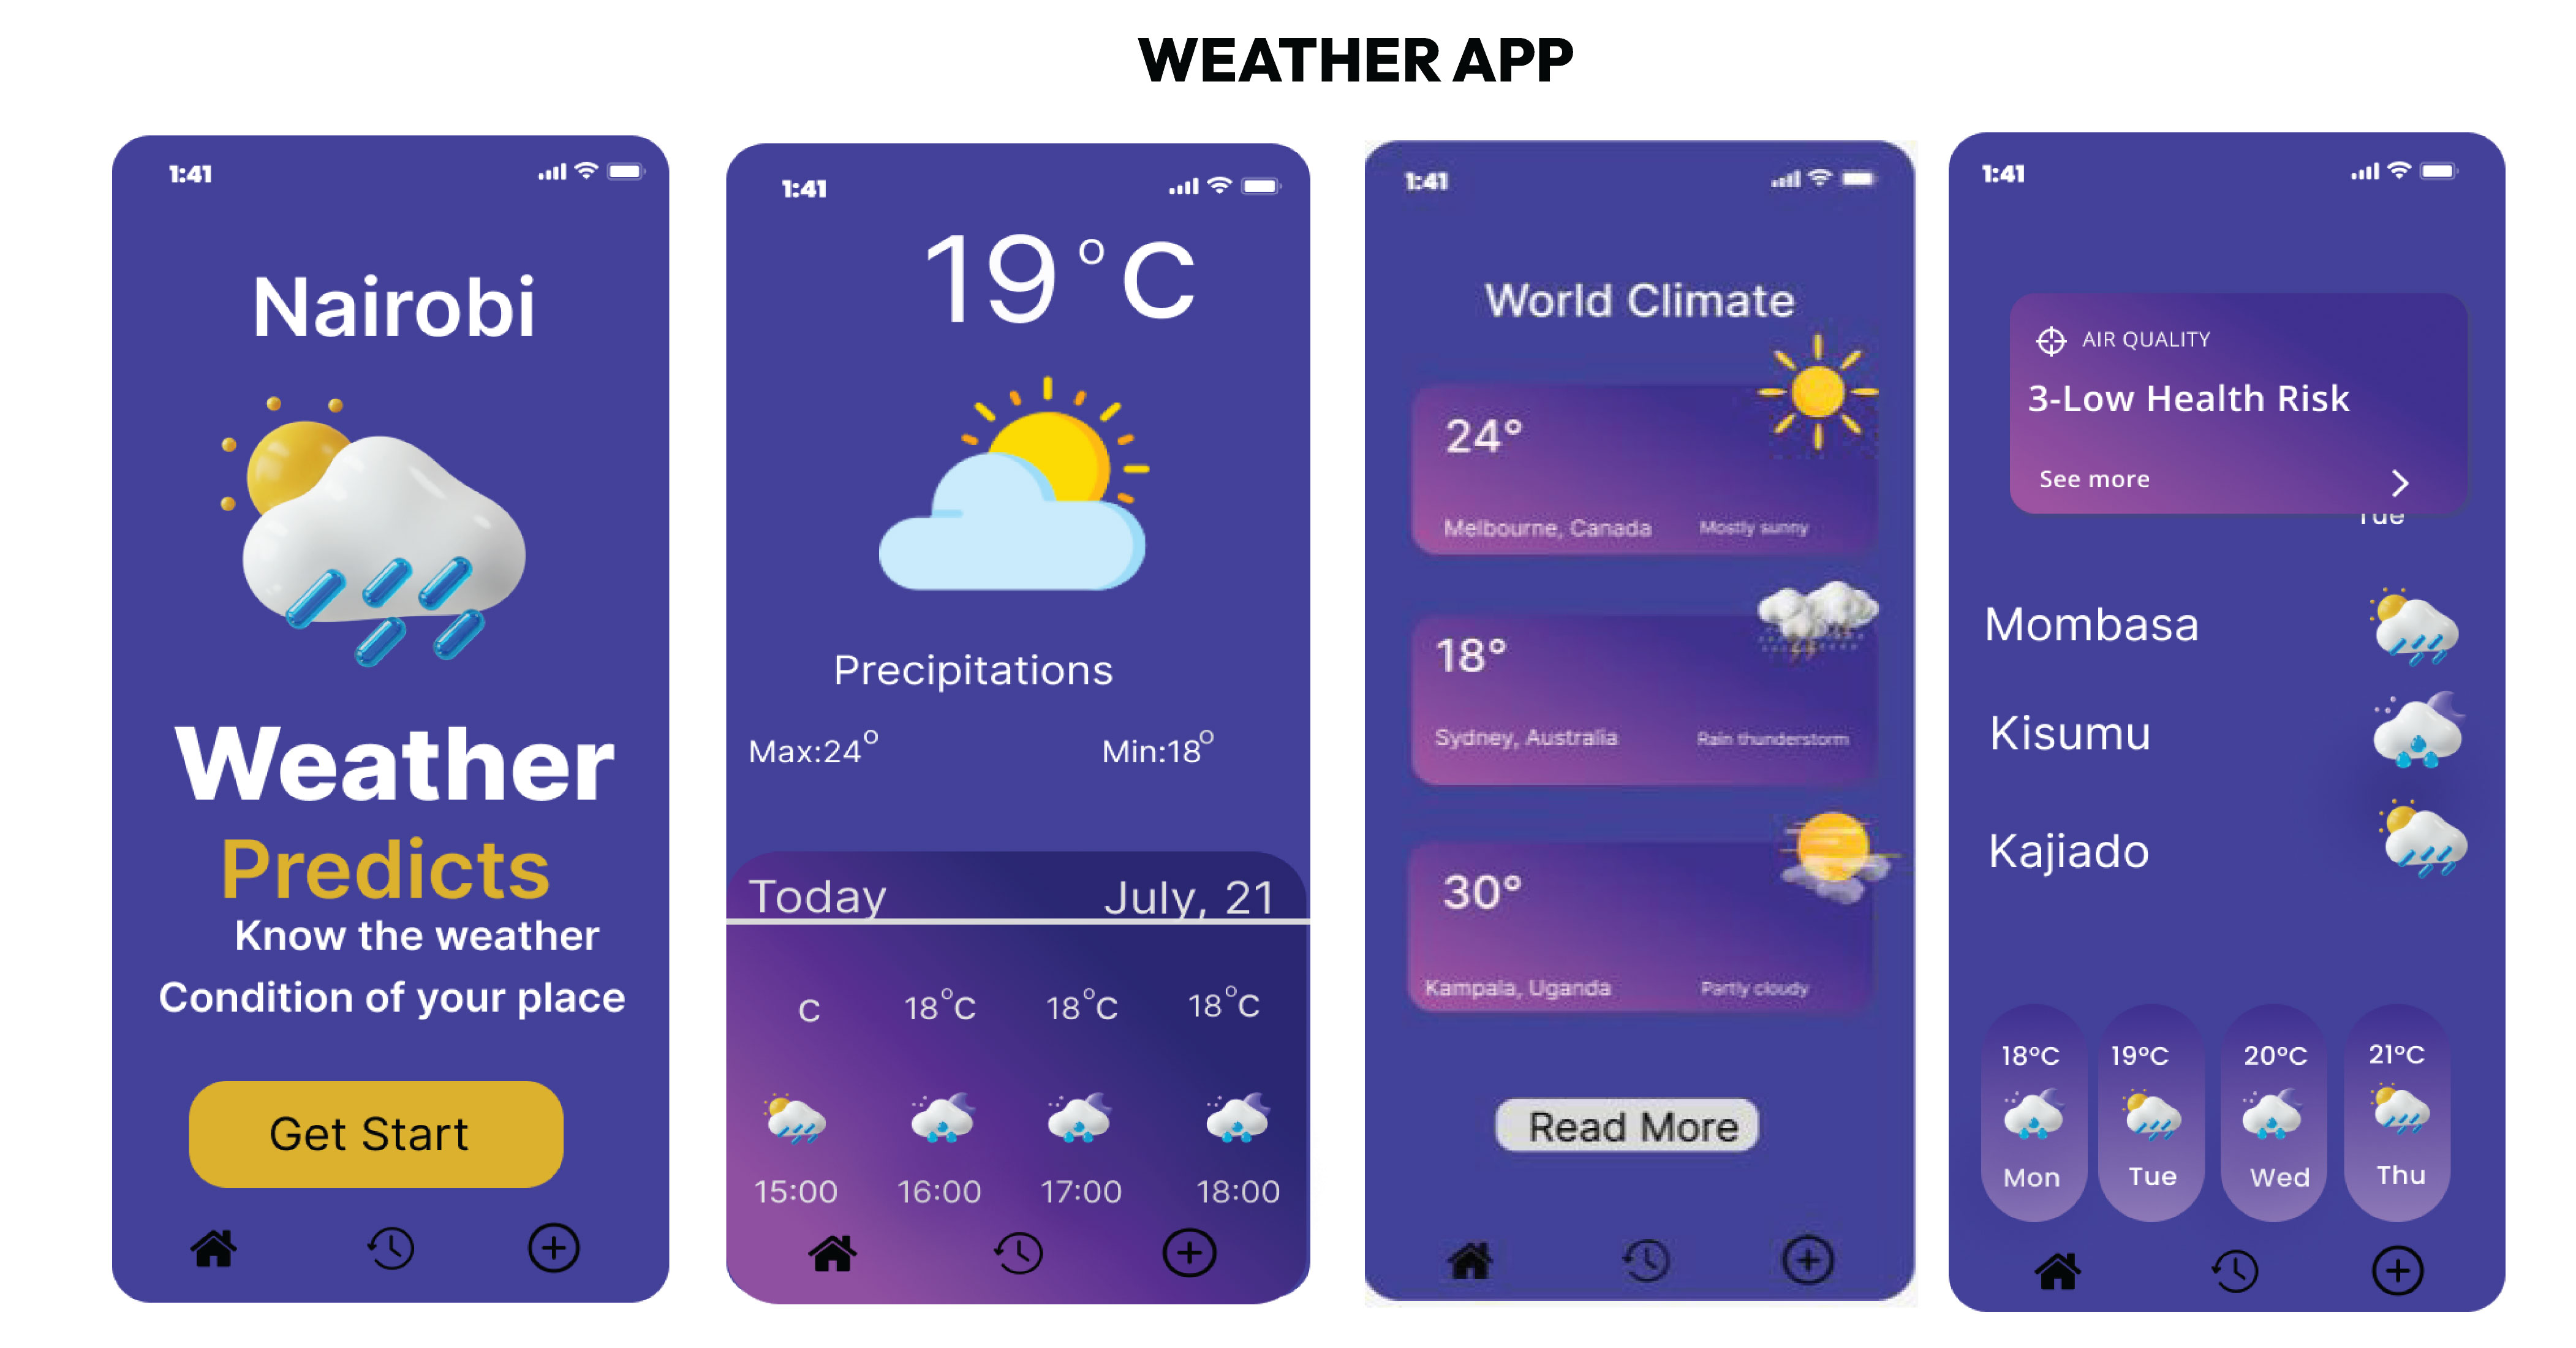 WEATHER APP
1:41
Nairobi
Weather
Predicts
Know the weather
Condition of your place
Get Start
1:41
19°C
Precipitations
Max:24°
Min:18°
Today
July, 21
C
18°C
18°C
18°C
15:00
16:00
17:00
18:00
1:41
World Climate
24°
Melbourne, Canada
Mostly sunny
18°
Sydney, Australia
Rain thunderstorm
30°
Kampala, Uganda
Partly cloudy
Read More
1:41
AIR QUALITY
3-Low Health Risk
See more
Tue
Mombasa
Kisumu
Kajiado
18°C
19°C
20°C
21°C
Mon
Tue
Wed
Thu